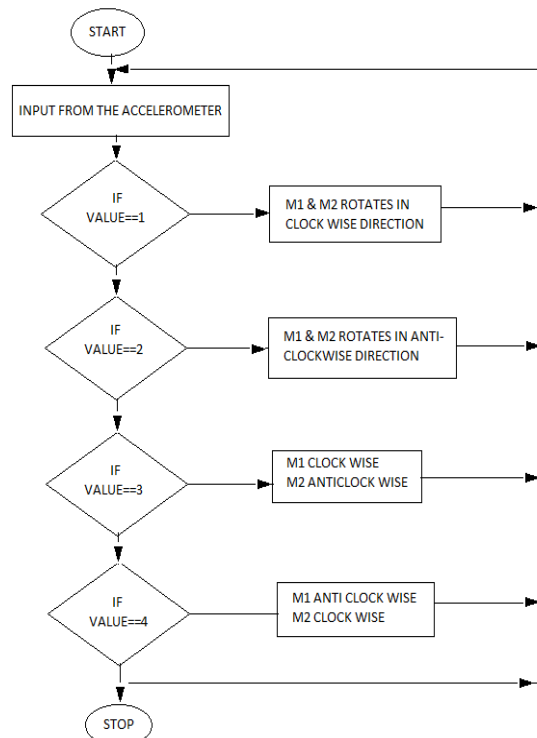 START
INPUT FROM THE ACCELEROMETER
IF
VALUE==1
M1 & M2 ROTATES IN
CLOCK WISE DIRECTION
IF
VALUE==2
M1 & M2 ROTATES IN ANTI-
CLOCKWISE DIRECTION
IF
VALUE==3
M1 CLOCK WISE
M2 ANTICLOCK WISE
IF
VALUE==4
M1 ANTI CLOCK WISE
M2 CLOCK WISE
STOP